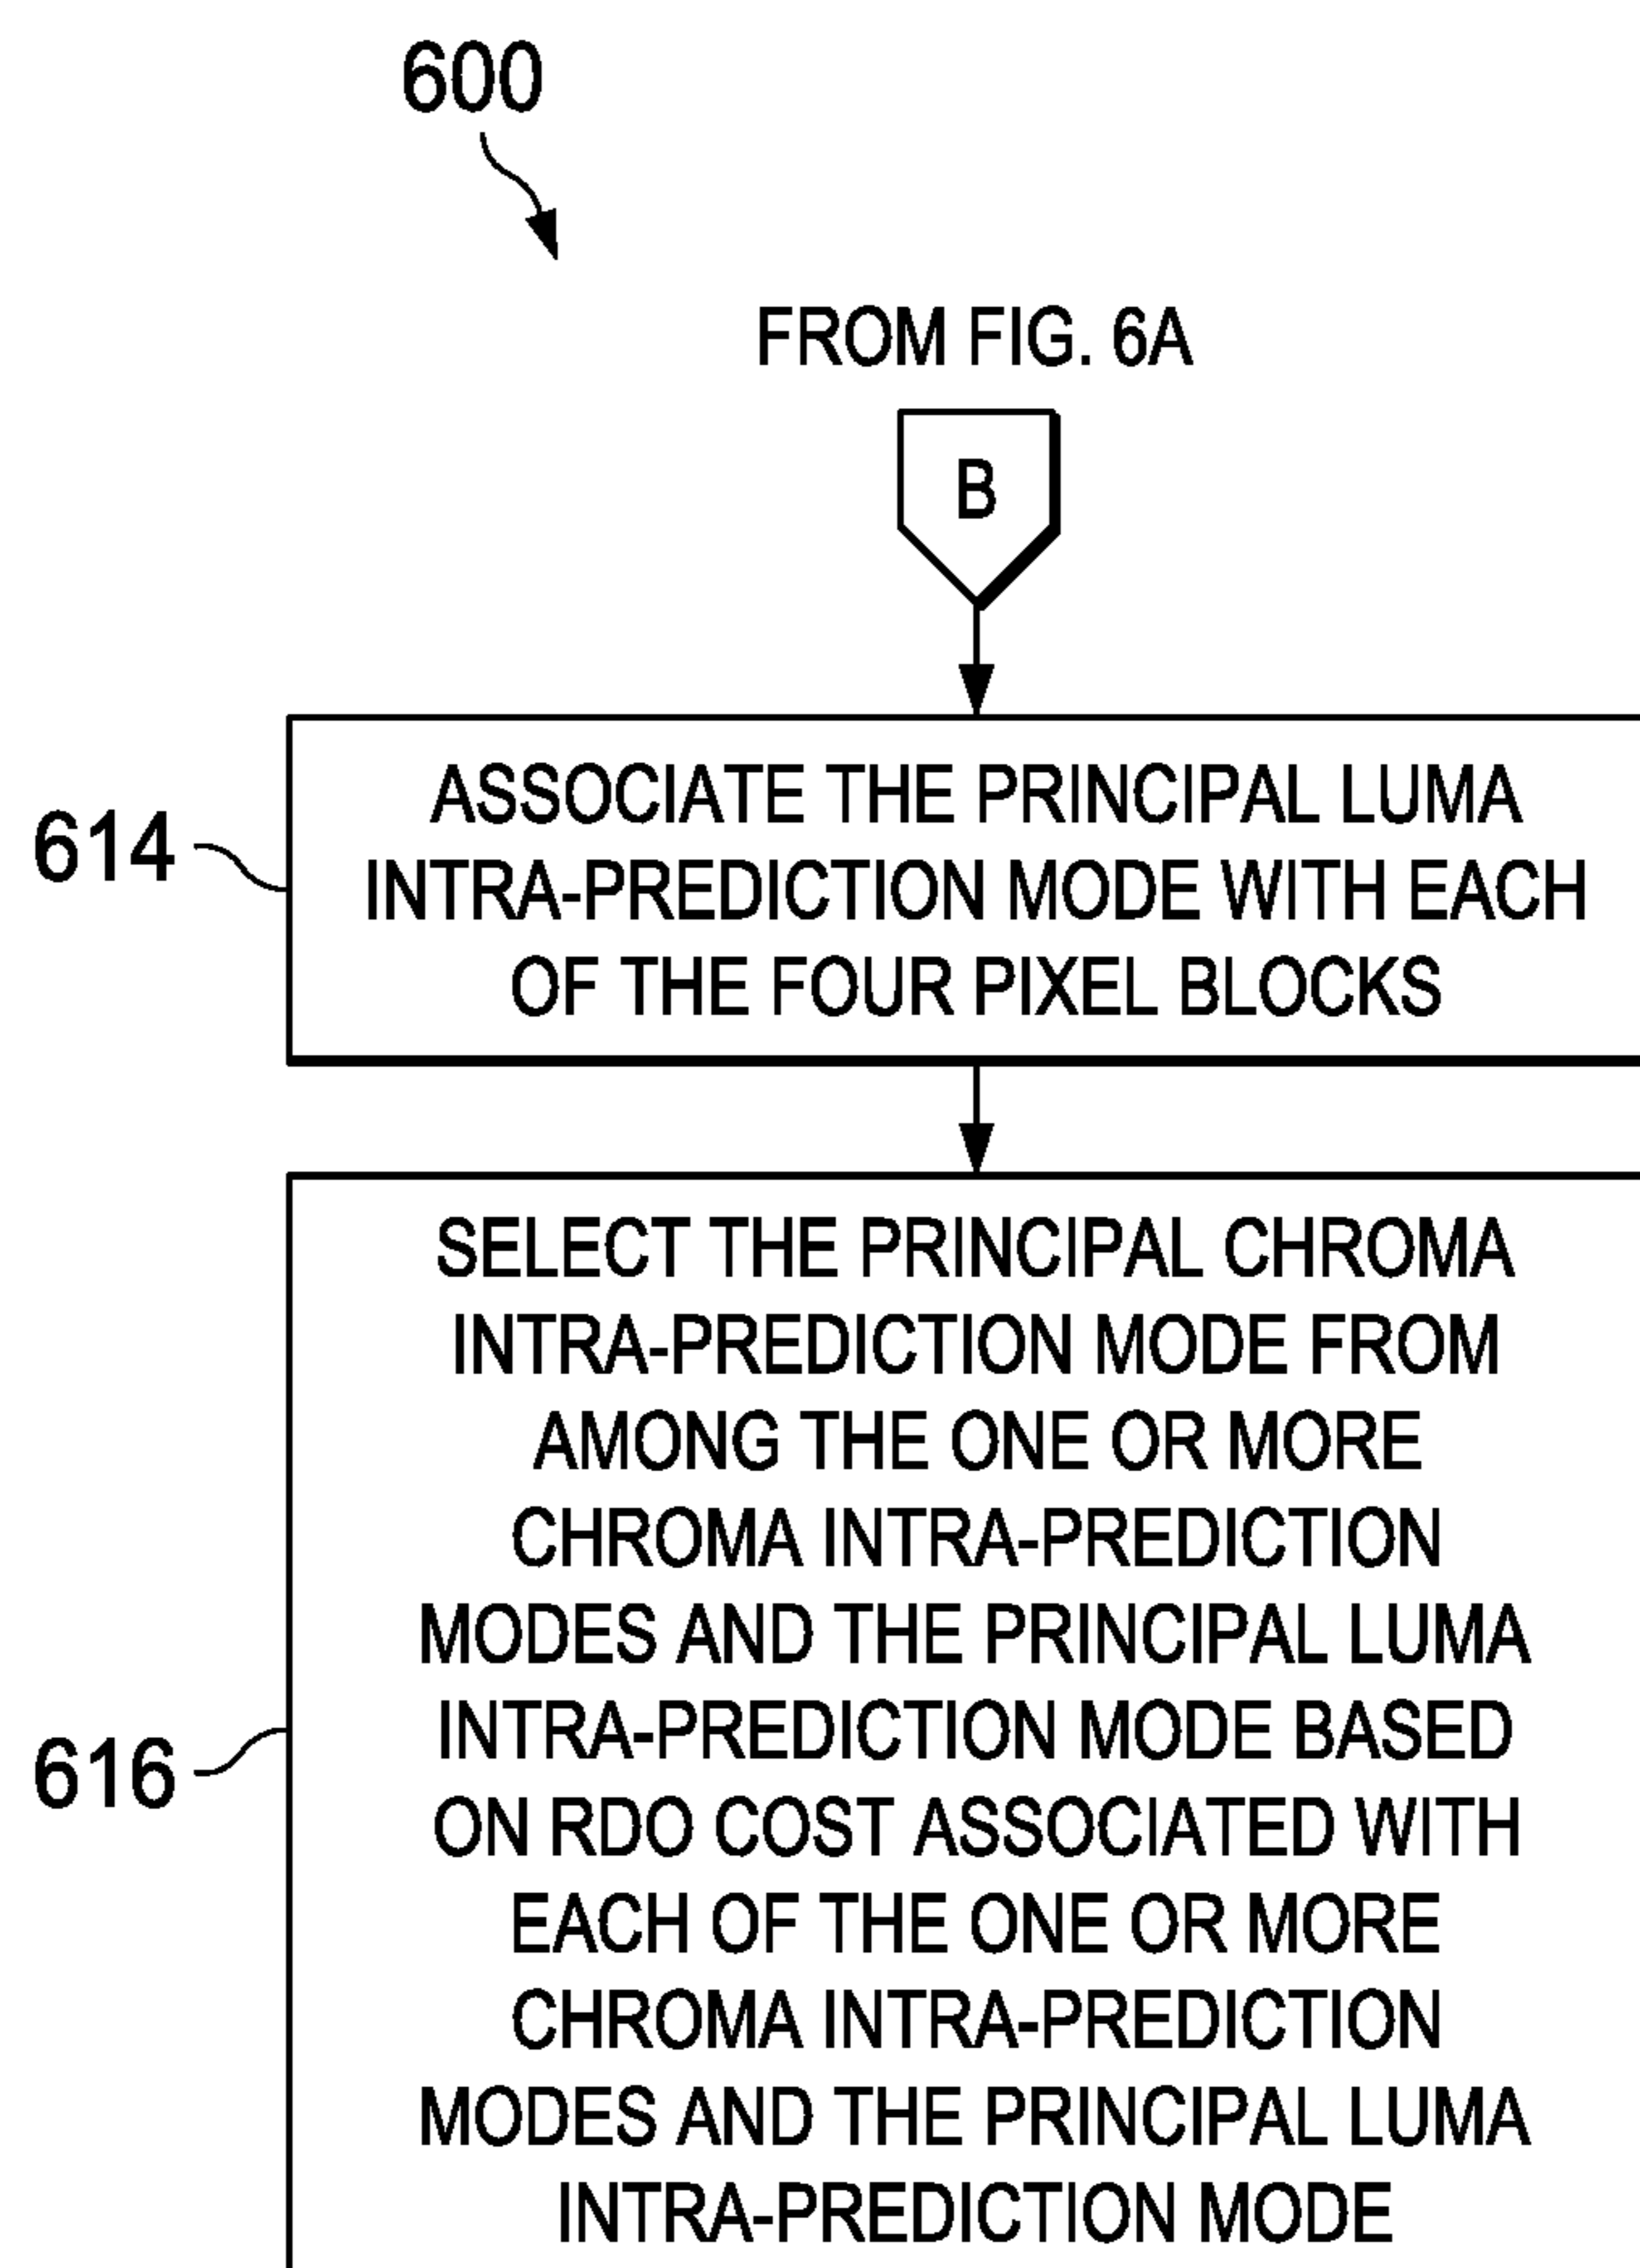 600
FROM FIG. 6A
B
614
ASSOCIATE THE PRINCIPAL LUMA
INTRA-PREDICTION MODE WITH EACH
OF THE FOUR PIXEL BLOCKS
616
SELECT THE PRINCIPAL CHROMA
INTRA-PREDICTION MODE FROM
AMONG THE ONE OR MORE
CHROMA INTRA-PREDICTION
MODES AND THE PRINCIPAL LUMA
INTRA-PREDICTION MODE BASED
ON RDO COST ASSOCIATED WITH
EACH OF THE ONE OR MORE
CHROMA INTRA-PREDICTION
MODES AND THE PRINCIPAL LUMA
INTRA-PREDICTION MODE